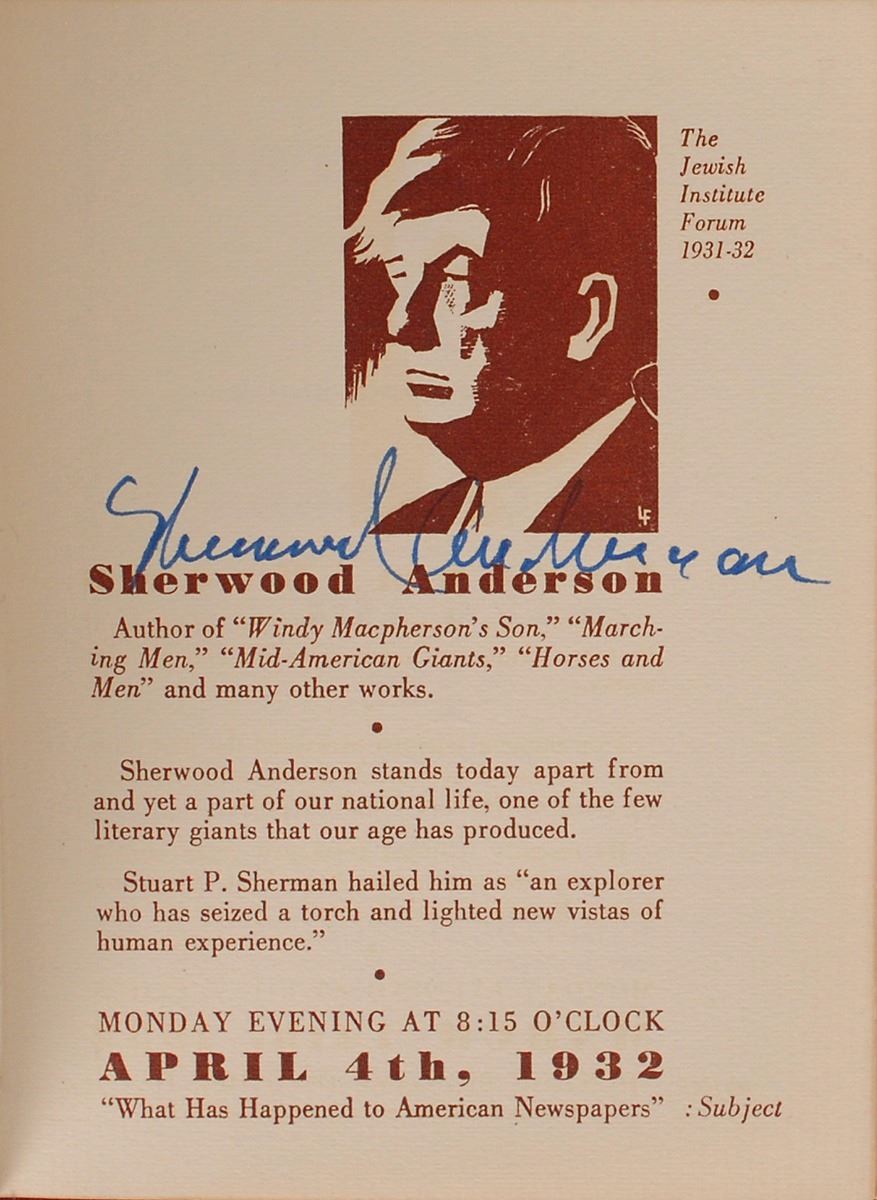 The
Jewish
Institute
Forum
1931-32
LF
Sherwood Anderson
Sherwood Anderson
Author of “Windy Macpherson's Son,” “March-
ing Men,” “Mid-American Giants,” “Horses and
Men” and many other works.
Sherwood Anderson stands today apart from
and yet a part of our national life, one of the few
literary giants that our age has produced.
Stuart P. Sherman hailed him as “an explorer
who has seized a torch and lighted new vistas of
human experience.”
MONDAY EVENING AT 8:15 O'CLOCK
APRIL 4th, 1932
“What Has Happened to American Newspapers” :Subject